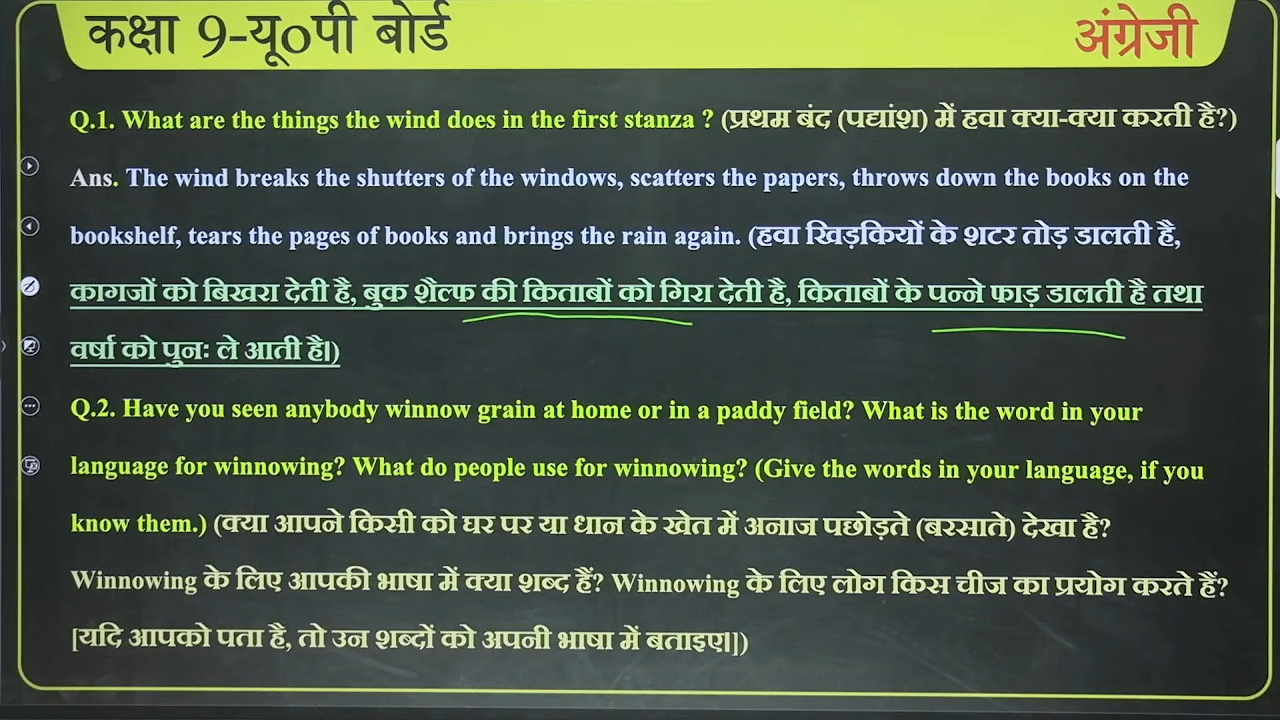 कक्षा 9-यू०पी बोर्ड
अंग्रेजी
Q.1. What are the things the wind does in the first stanza ? (प्रथम बंद (पद्यांश) में हवा क्या-क्या करती है?)
Ans. The wind breaks the shutters of the windows, scatters the papers, throws down the books on the
bookshelf, tears the pages of books and brings the rain again. (हवा खिड़कियों के शटर तोड़ डालती है,
कागजों को बिखरा देती है, बुक शैल्फ की किताबों को गिरा देती है, किताबों के पन्ने फाड़ डालती है तथा
वर्षा को पुनः ले आती है।)
Q.2. Have you seen anybody winnow grain at home or in a paddy field? What is the word in your
language for winnowing? What do people use for winnowing? (Give the words in your language, if you
know them.) (क्या आपने किसी को घर पर या धान के खेत में अनाज पछोड़ते (बरसाते) देखा है?
Winnowing के लिए आपकी भाषा में क्या शब्द हैं? Winnowing के लिए लोग किस चीज का प्रयोग करते हैं?
[यदि आपको पता है, तो उन शब्दों को अपनी भाषा में बताइए।])